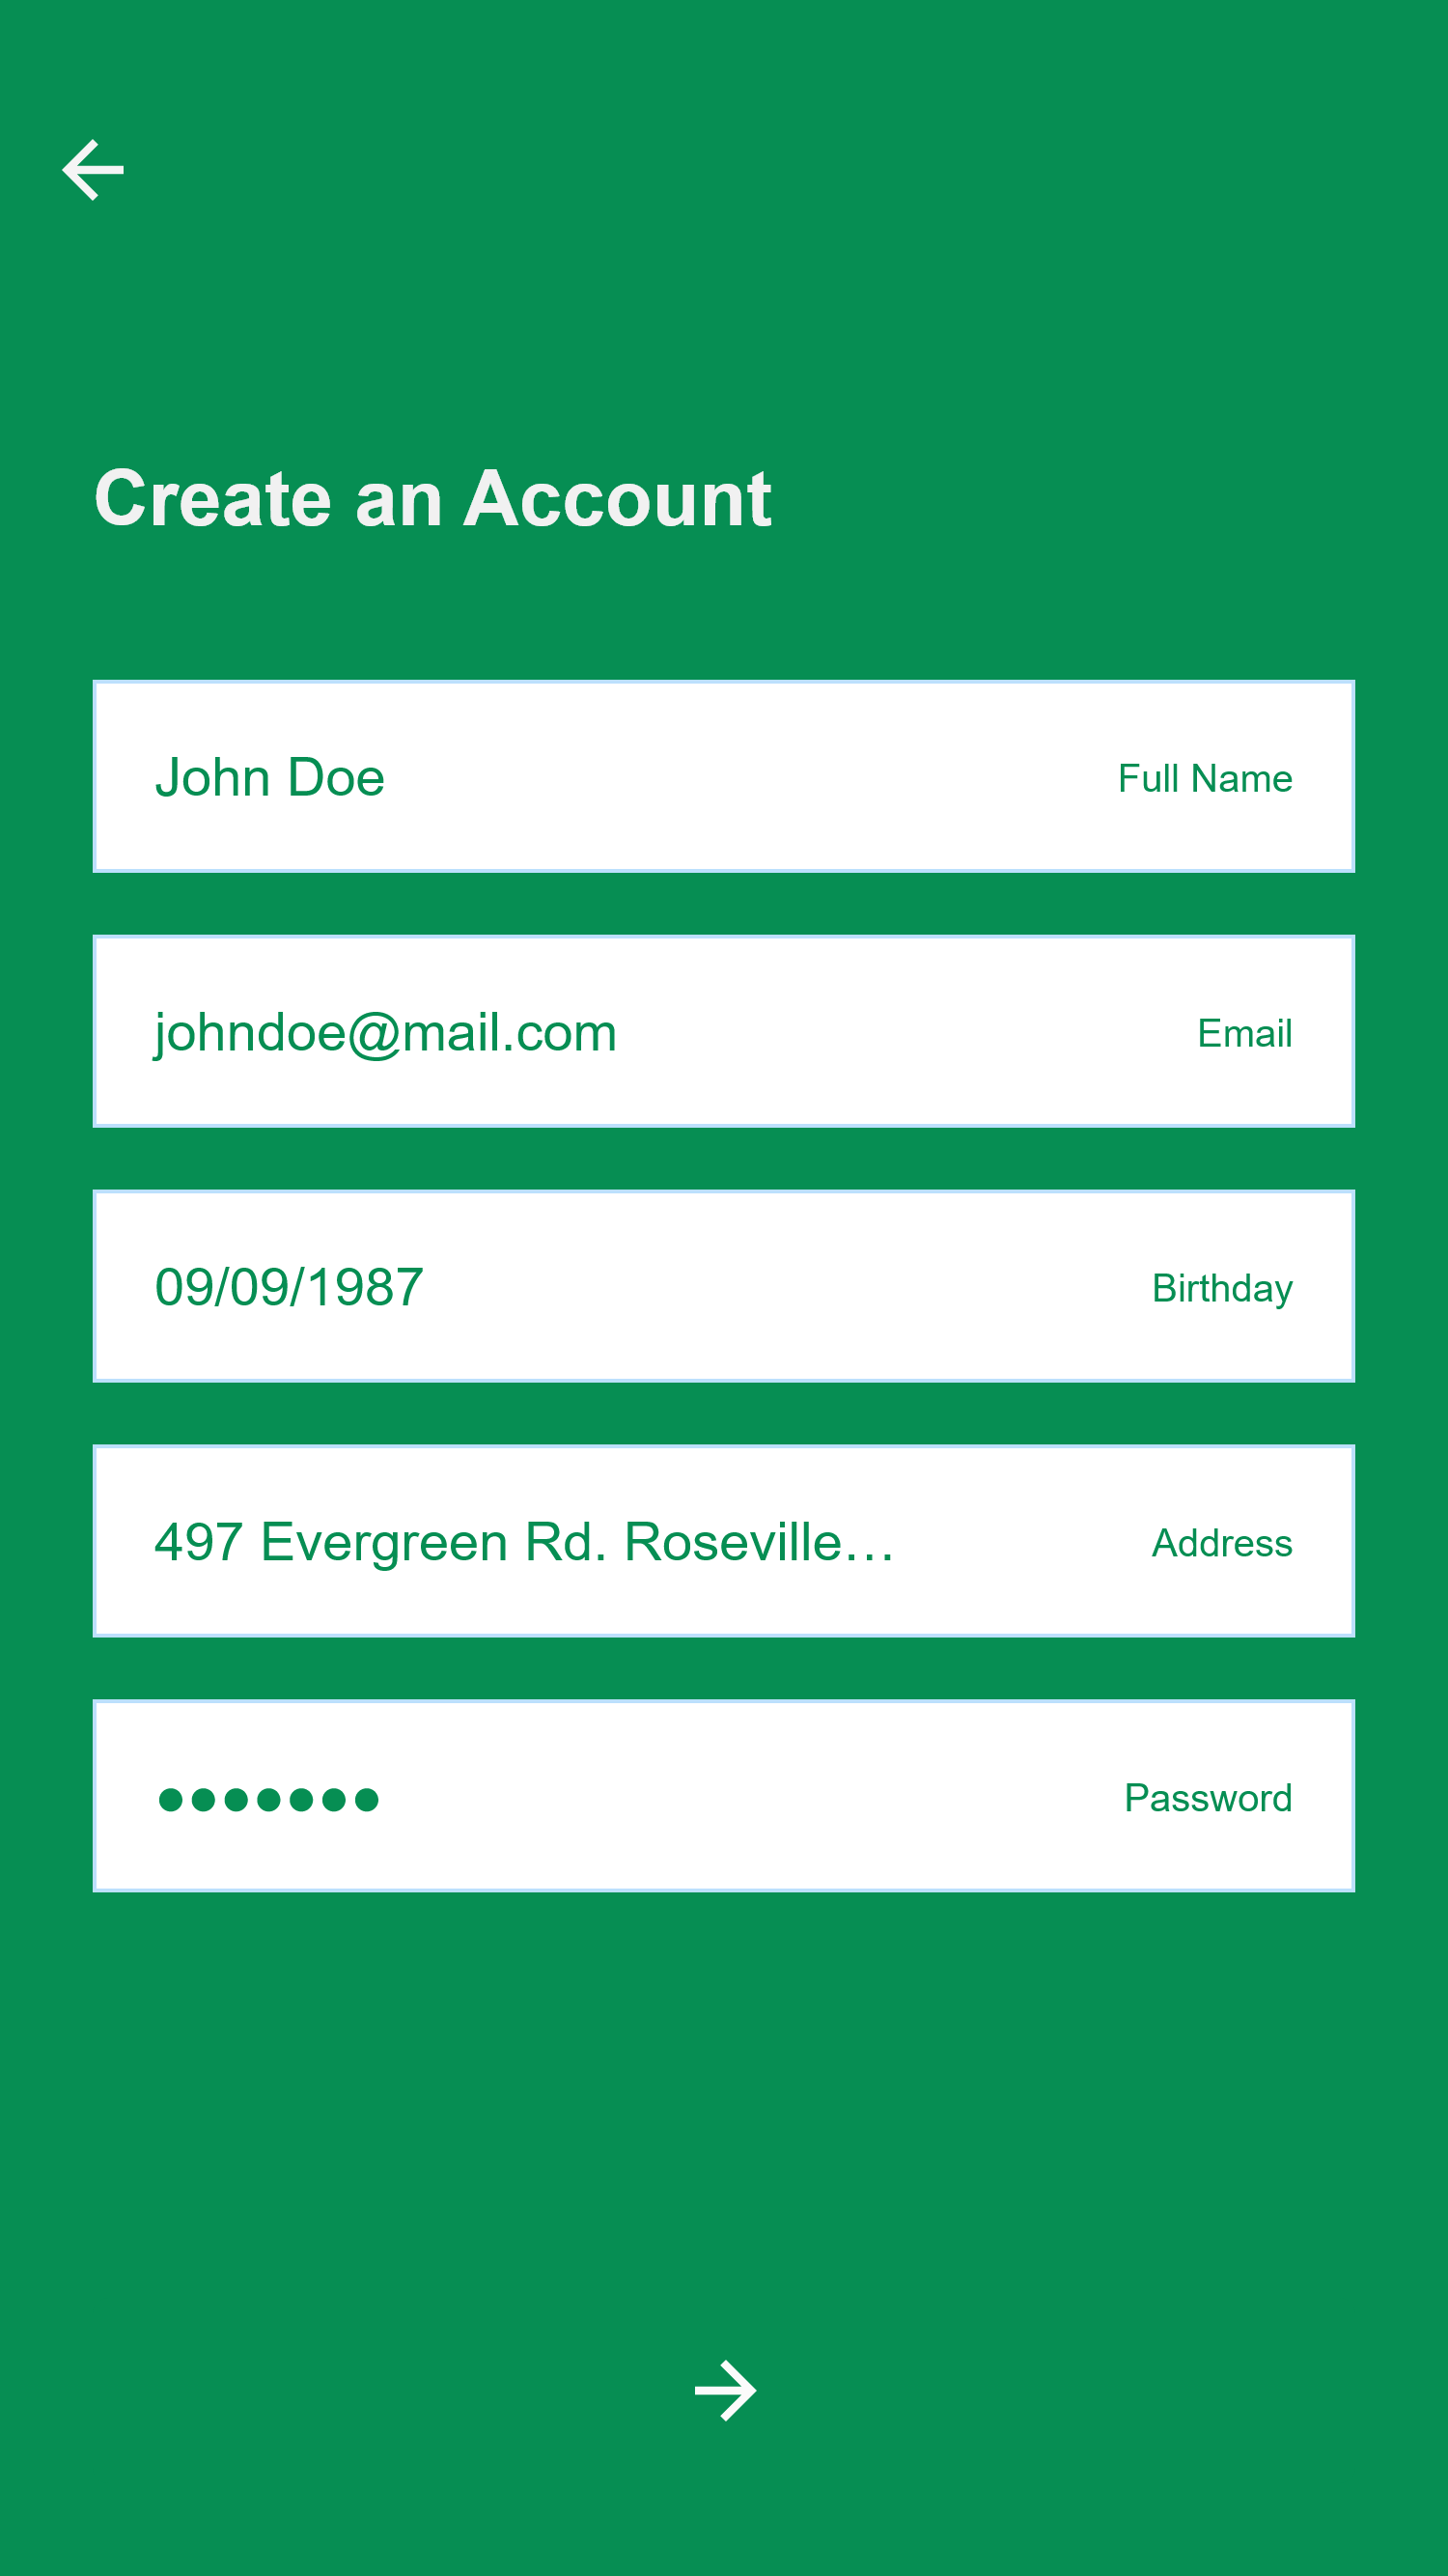 Create an Account
John Doe Full Name
johndoe@mail.com Email
09/09/1987 Birthday
497 Evergreen Rd. Roseville... Address
●●●●●●● Password